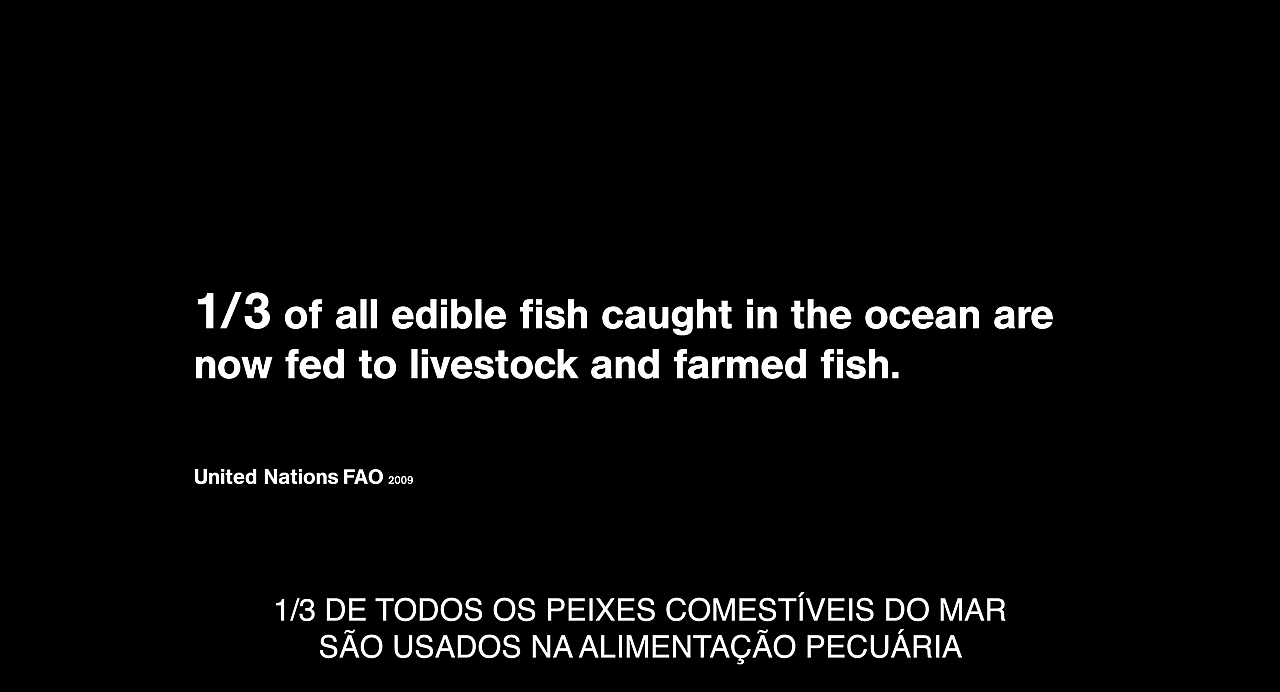 1/3 of all edible fish caught in the ocean are
now fed to livestock and farmed fish.
United Nations FAO 2009
1/3 DE TODOS OS PEIXES COMESTÍVEIS DO MAR
SÃO USADOS NA ALIMENTAÇÃO PECUÁRIA